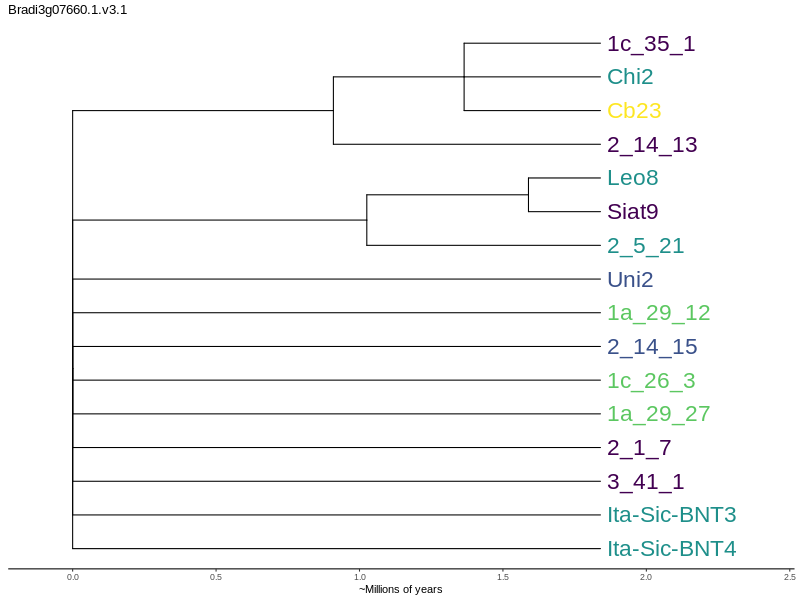 Bradi3g07660.1.v3.1
1c_35_1
Chi2
Cb23
2_14_13
Leo8
Siat9
2_5_21
Uni2
1a_29_12
2_14_15
1c_26_3
1a_29_27
2_1_7
3_41_1
Ita-Sic-BNT3
Ita-Sic-BNT4
0.0 0.5 1.0 1.5 2.0 2.5
~Millions of years